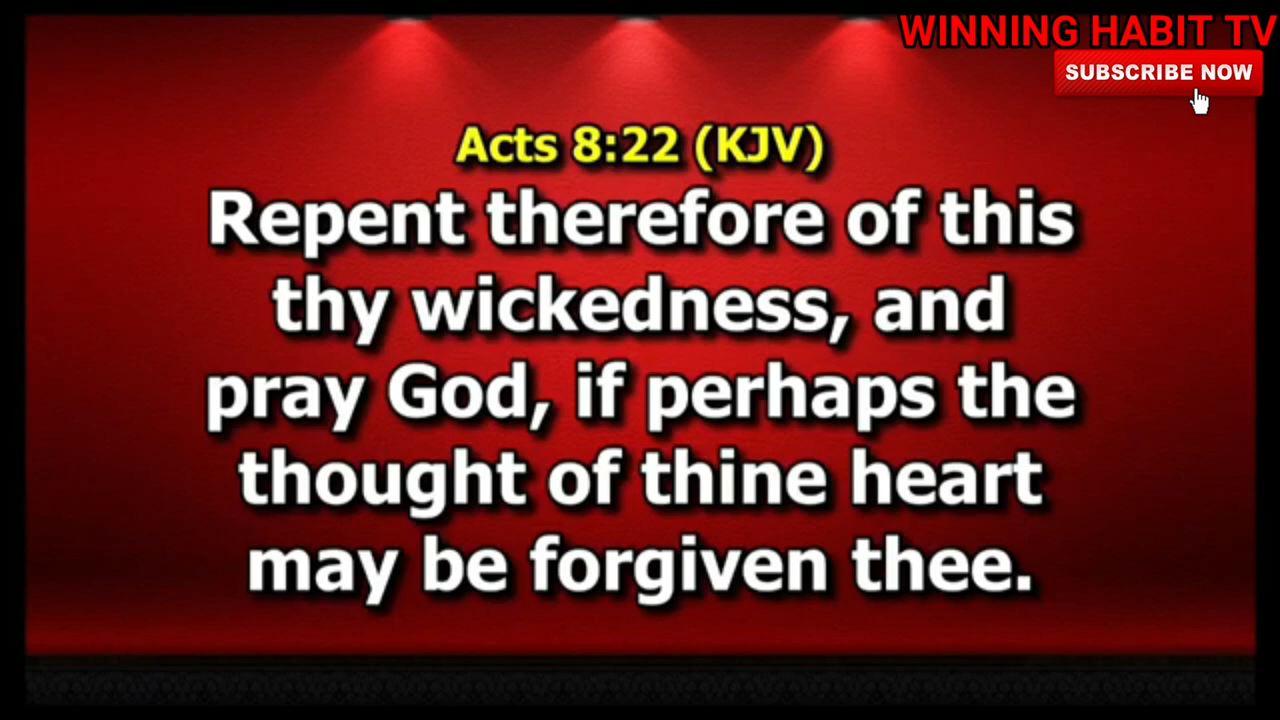 WINNING HABIT TV
SUBSCRIBE NOW
Acts 8:22 (KJV)
Repent therefore of this
thy wickedness, and
pray God, if perhaps the
thought of thine heart
may be forgiven thee.